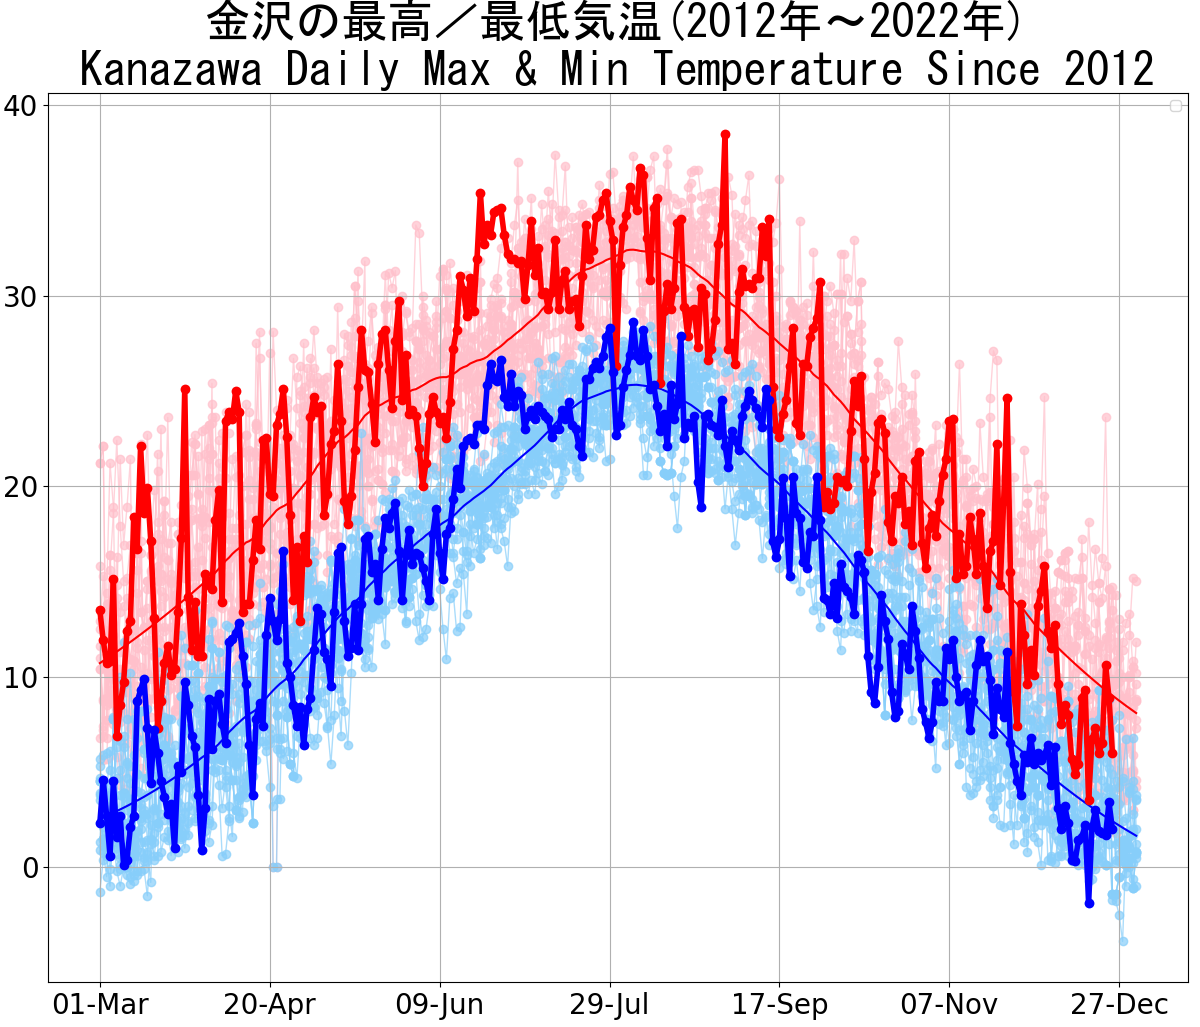 金沢の最高／最低気温(2012年～2022年)
Kanazawa Daily Max & Min Temperature Since 2012
40
30
20
10
0
01-Mar 20-Apr 09-Jun 29-Jul 17-Sep 07-Nov 27-Dec